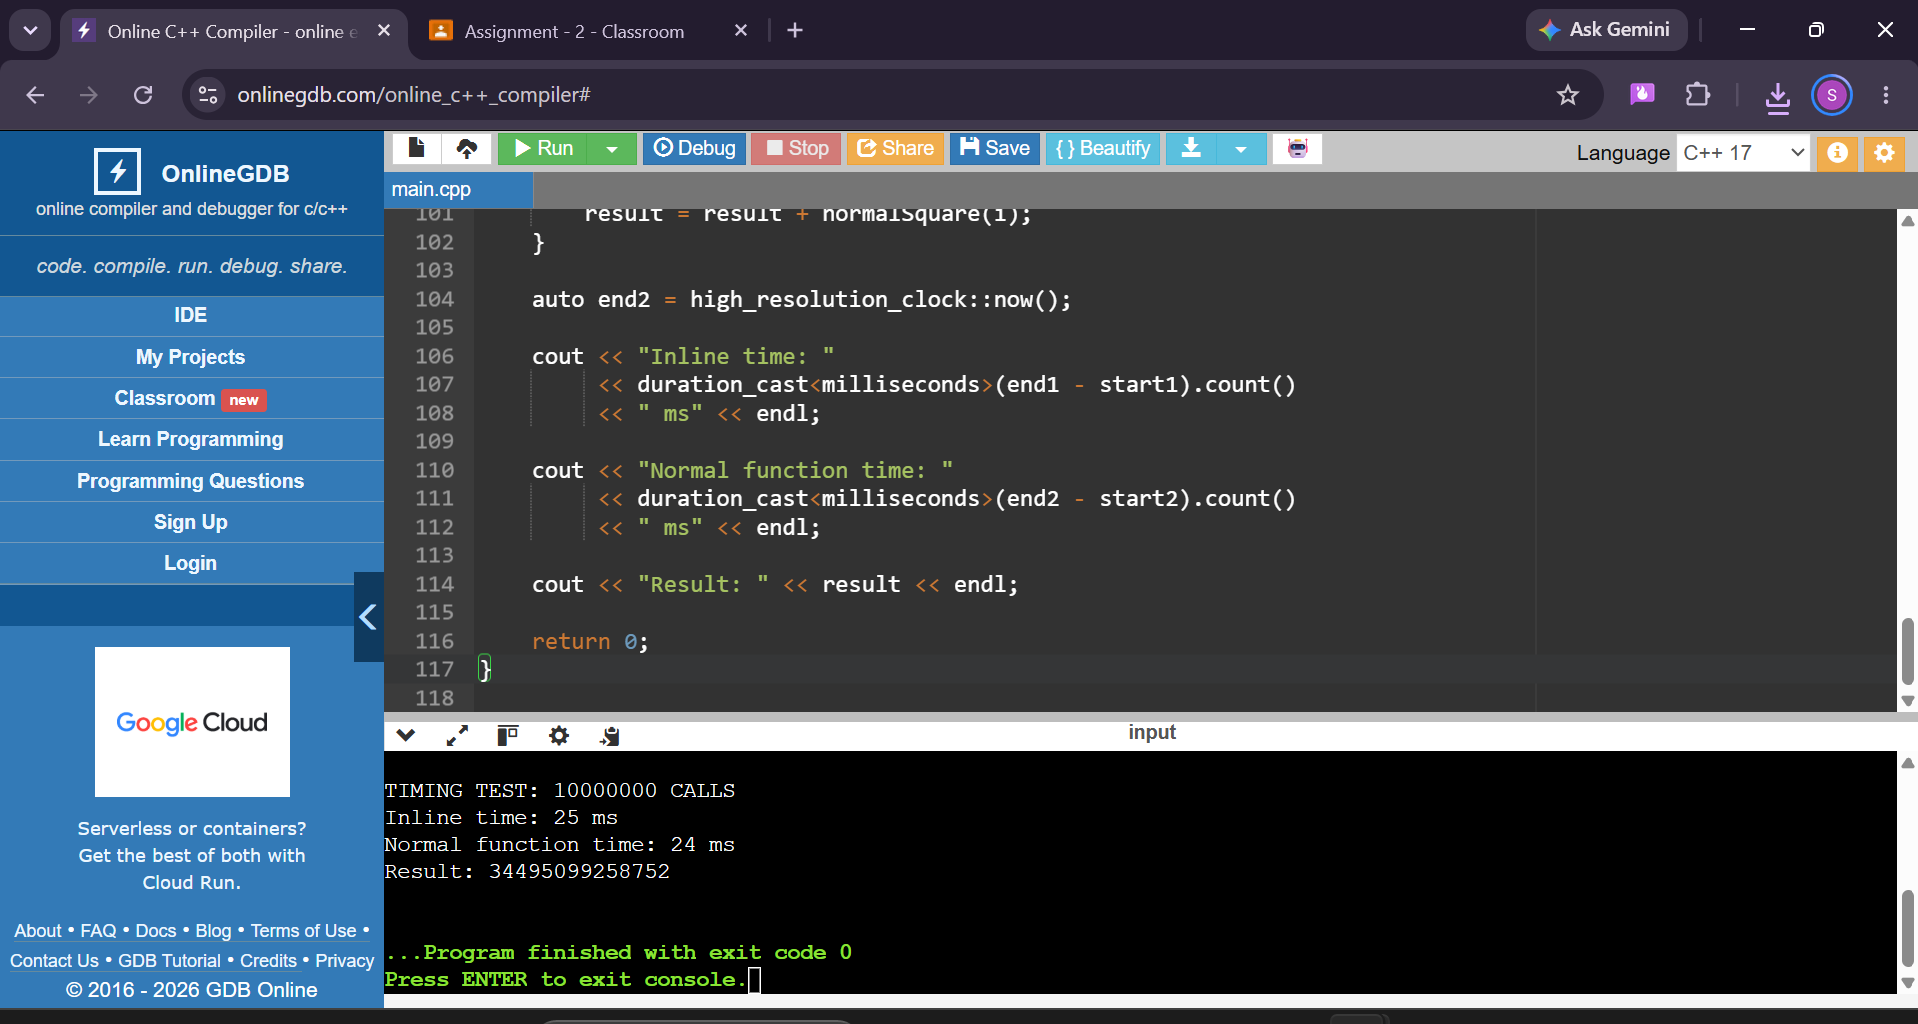 Online C++ Compiler - online e
Assignment - 2 - Classroom
Ask Gemini
onlinegdb.com/online_c++_compiler#
S
OnlineGDB
online compiler and debugger for c/c++
code. compile. run. debug. share.
IDE
My Projects
Classroom new
Learn Programming
Programming Questions
Sign Up
Login
Google Cloud
Serverless or containers?
Get the best of both with
Cloud Run.
About • FAQ • Docs • Blog • Terms of Use •
Contact Us • GDB Tutorial • Credits • Privacy
© 2016 - 2026 GDB Online
Run
Debug
Stop
Share
Save
{ } Beautify
Language C++ 17
main.cpp
101 result = result + normalSquare(i);
102 }
103
104 auto end2 = high_resolution_clock::now();
105
106 cout << "Inline time: "
107 << duration_cast<milliseconds>(end1 - start1).count()
108 << " ms" << endl;
109
110 cout << "Normal function time: "
111 << duration_cast<milliseconds>(end2 - start2).count()
112 << " ms" << endl;
113
114 cout << "Result: " << result << endl;
115
116 return 0;
117 }
118
input
TIMING TEST: 10000000 CALLS
Inline time: 25 ms
Normal function time: 24 ms
Result: 34495099258752
...Program finished with exit code 0
Press ENTER to exit console.